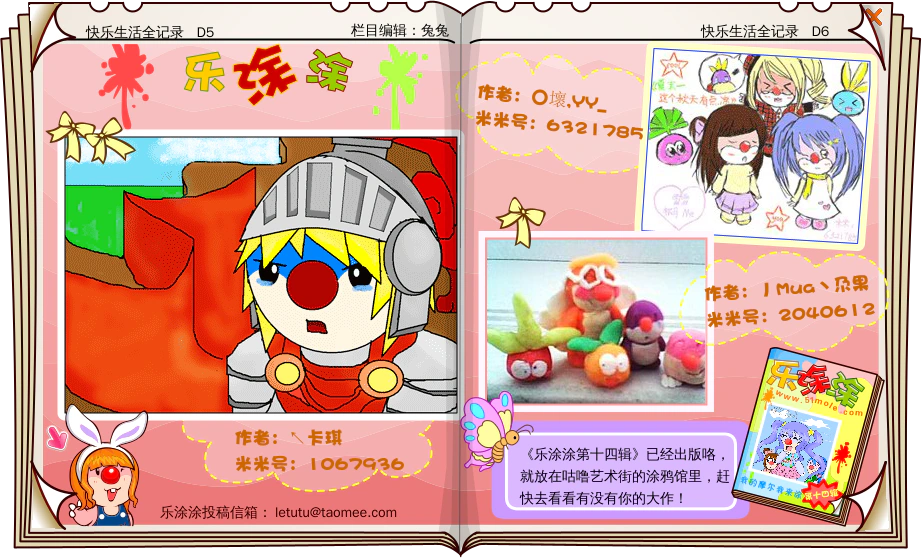 快乐生活全记录 D5
栏目编辑：兔兔
乐涂涂
作者：↖卡琪
米米号：1067936
乐涂涂投稿信箱： letutu@taomee.com
快乐生活全记录 D6
作者：O壞,YY_
米米号：6321785
作者：丨Mua丶朵果
米米号：2040612
乐涂涂
www.51mole.com
第十四辑
《乐涂涂第十四辑》已经出版咯，
就放在咕噜艺术街的涂鸦馆里，赶
快去看看有没有你的大作！